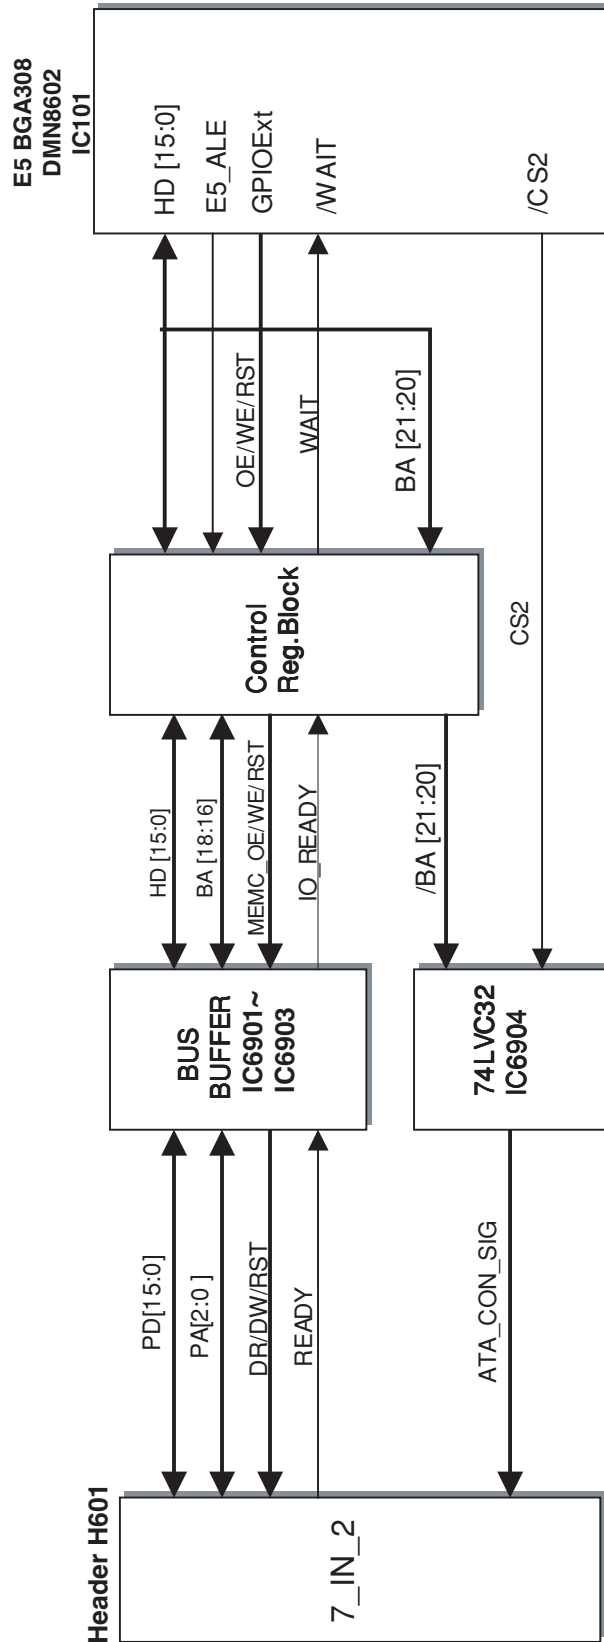 E5 BGA308
DMN8602
IC101
HD [15:0]
E5_ALE
GPIOExt
/WAIT
/CS2
OE/WE/RST
WAIT
BA [21:20]
CS2
Control
Reg.Block
HD [15:0]
BA [18:16]
MEMC_OE/WE/RST
IO_READY
/BA [21:20]
BUS
BUFFER
IC6901~
IC6903
74LVC32
IC6904
PD[15:0]
PA[2:0 ]
DR/DW/RST
READY
ATA_CON_SIG
Header H601
7_IN_2